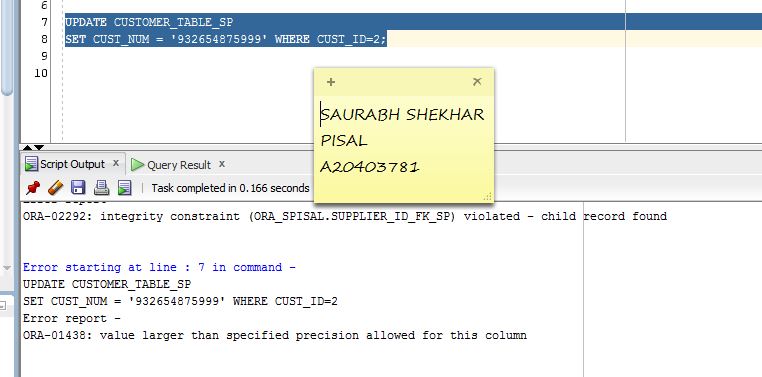 6
7 UPDATE CUSTOMER_TABLE_SP
8 SET CUST_NUM = '932654875999' WHERE CUST_ID=2;
9
10
+ ×
SAURABH SHEKHAR
PISAL
A20403781
Script Output × Query Result ×
Task completed in 0.166 seconds
Error report
ORA-02292: integrity constraint (ORA_SPISAL.SUPPLIER_ID_FK_SP) violated - child record found
Error starting at line : 7 in command -
UPDATE CUSTOMER_TABLE_SP
SET CUST_NUM = '932654875999' WHERE CUST_ID=2
Error report -
ORA-01438: value larger than specified precision allowed for this column